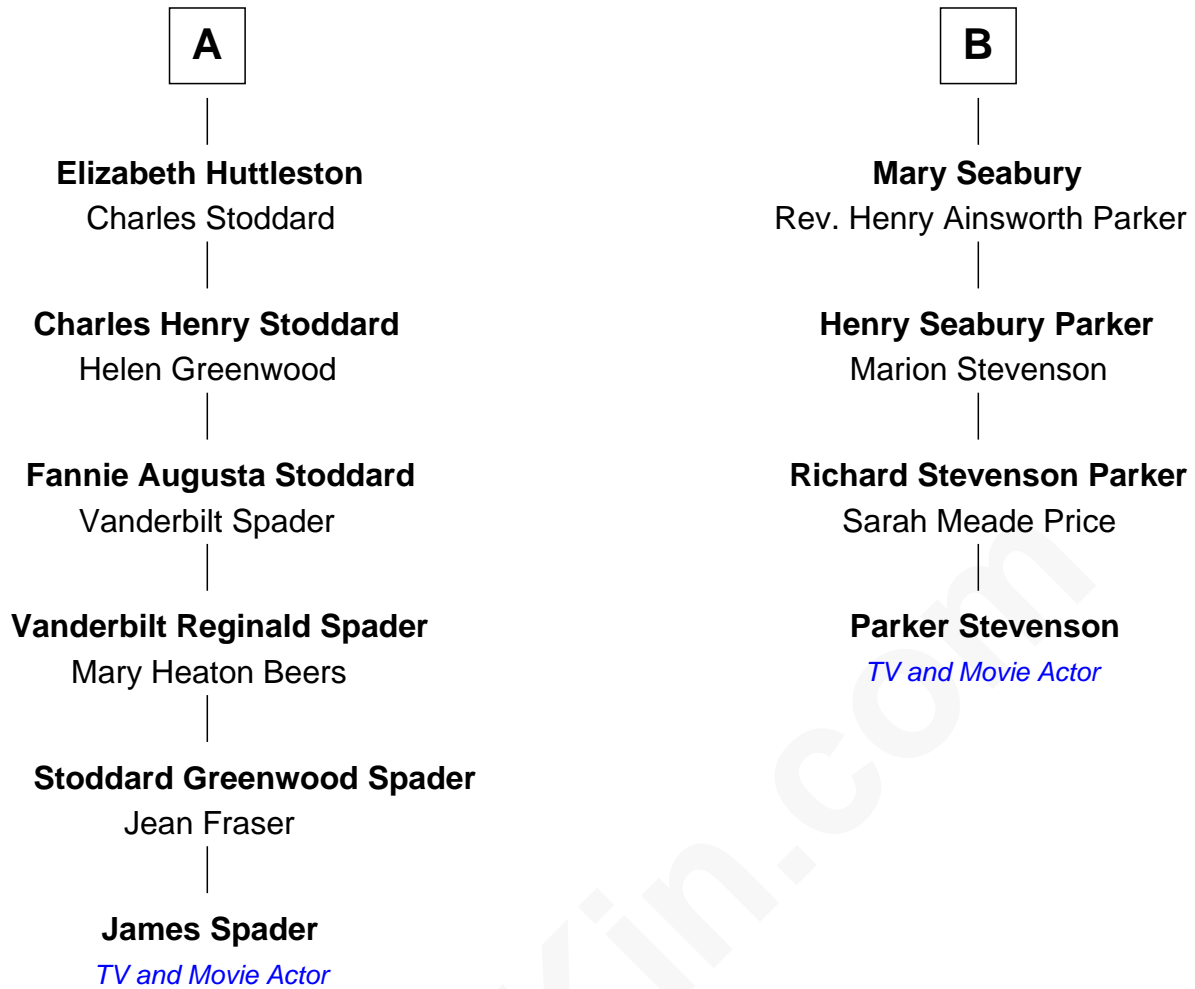 A
Elizabeth Huttleston
Charles Stoddard
Charles Henry Stoddard
Helen Greenwood
Fannie Augusta Stoddard
Vanderbilt Spader
Vanderbilt Reginald Spader
Mary Heaton Beers
Stoddard Greenwood Spader
Jean Fraser
James Spader
TV and Movie Actor
B
Mary Seabury
Rev. Henry Ainsworth Parker
Henry Seabury Parker
Marion Stevenson
Richard Stevenson Parker
Sarah Meade Price
Parker Stevenson
TV and Movie Actor
Kin.com